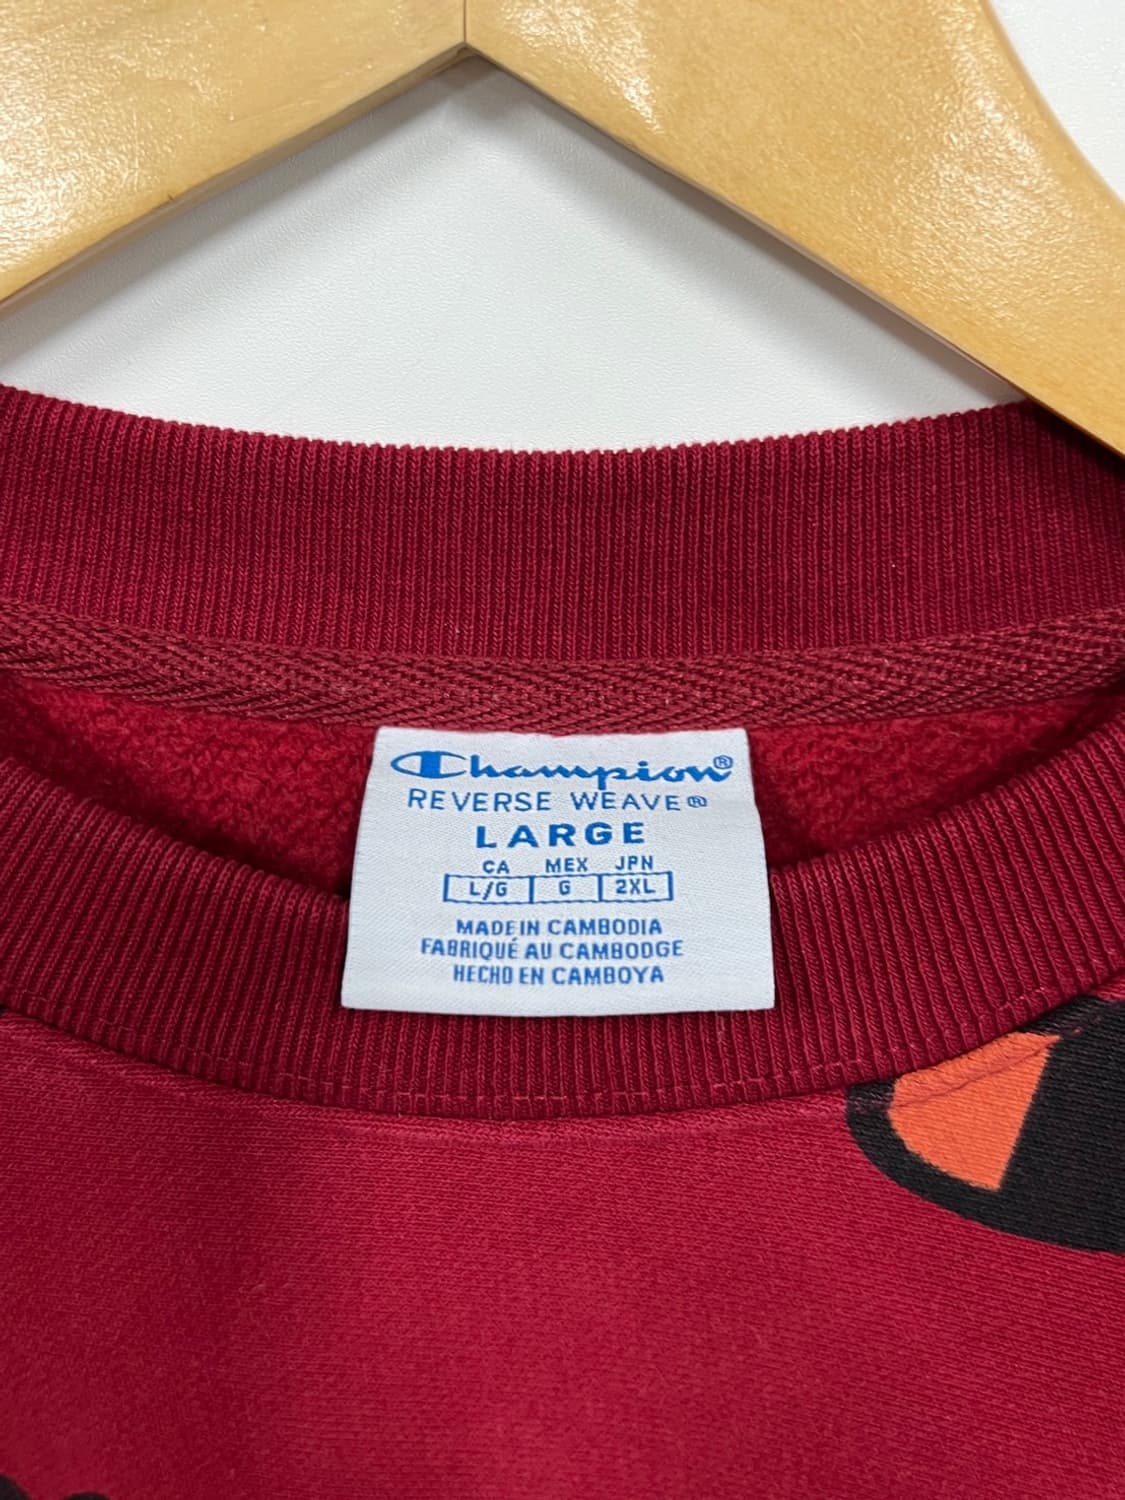 Champion®
REVERSE WEAVE®
LARGE
CA MEX JPN
L/G G 2XL
MADE IN CAMBODIA
FABRIQUÉ AU CAMBODGE
HECHO EN CAMBOYA